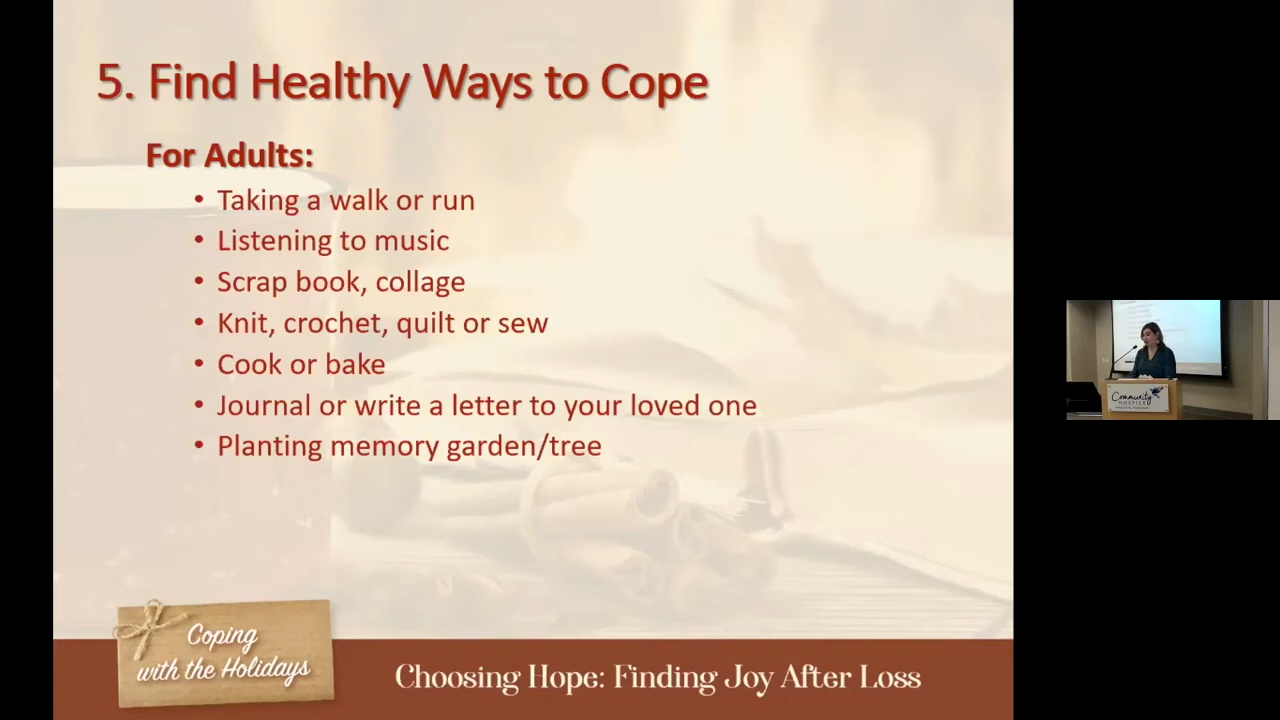 5. Find Healthy Ways to Cope
For Adults:
• Taking a walk or run
• Listening to music
• Scrap book, collage
• Knit, crochet, quilt or sew
• Cook or bake
• Journal or write a letter to your loved one
• Planting memory garden/tree
Coping
with the Holidays
Choosing Hope: Finding Joy After Loss
Community
HOSPICE